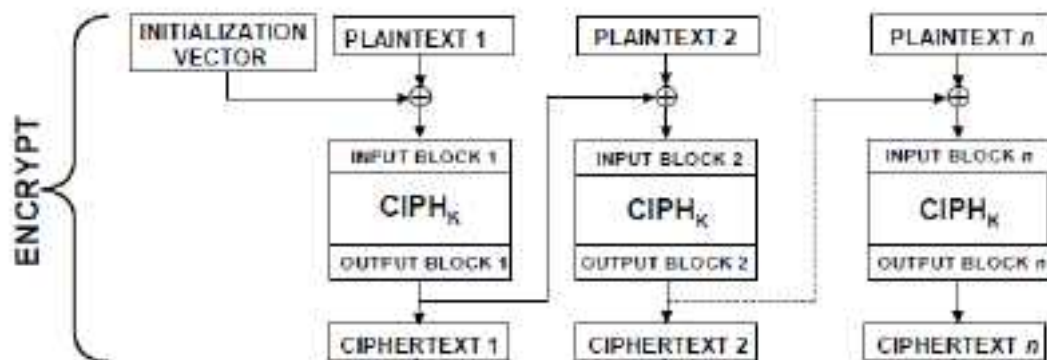 ENCRYPT
INITIALIZATION
VECTOR
PLAINTEXT 1
PLAINTEXT 2
PLAINTEXT n
INPUT BLOCK 1
INPUT BLOCK 2
INPUT BLOCK n
CIPHK
CIPHK
CIPHK
OUTPUT BLOCK 1
OUTPUT BLOCK 2
OUTPUT BLOCK n
CIPHERTEXT 1
CIPHERTEXT 2
CIPHERTEXT n